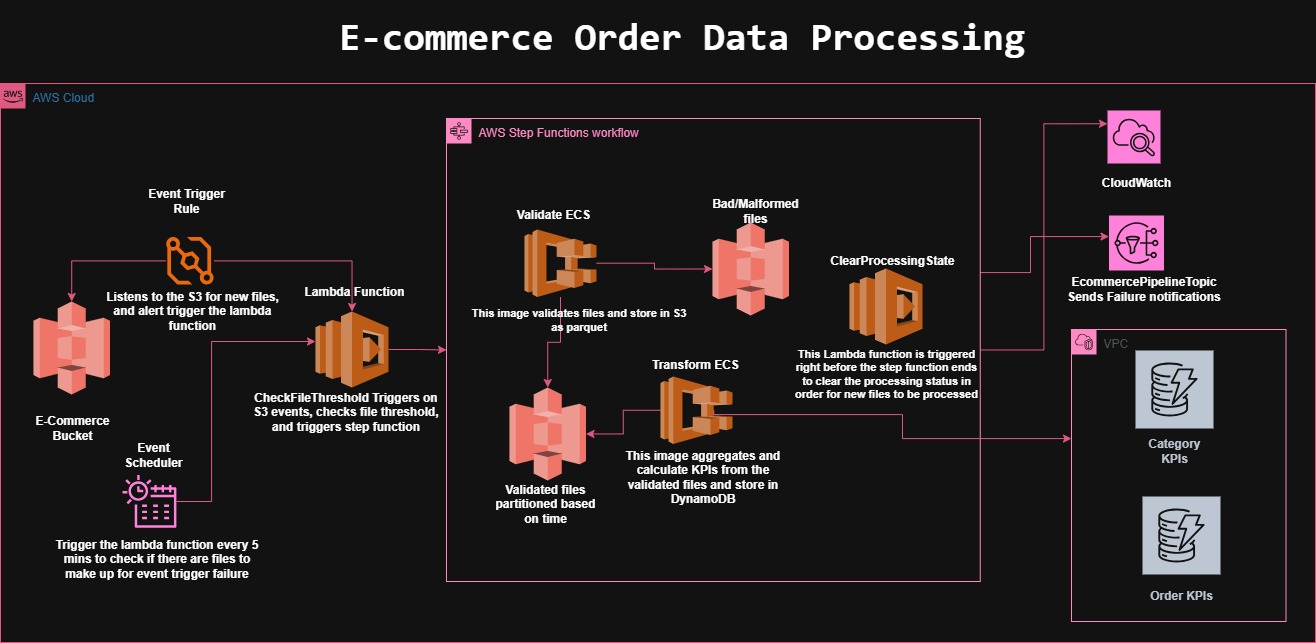 E-commerce Order Data Processing
aws
AWS Cloud
AWS Step Functions workflow
Event Trigger
Rule
Listens to the S3 for new files,
and alert trigger the lambda
function
E-Commerce
Bucket
Event
Scheduler
Trigger the lambda function every 5
mins to check if there are files to
make up for event trigger failure
Lambda Function
CheckFileThreshold Triggers on
S3 events, checks file threshold,
and triggers step function
Validate ECS
This image validates files and store in S3
as parquet
Bad/Malformed
files
Validated files
partitioned based
on time
Transform ECS
This image aggregates and
calculate KPIs from the
validated files and store in
DynamoDB
ClearProcessingState
This Lambda function is triggered
right before the step function ends
to clear the processing status in
order for new files to be processed
CloudWatch
EcommercePipelineTopic
Sends Failure notifications
VPC
Category
KPIs
Order KPIs